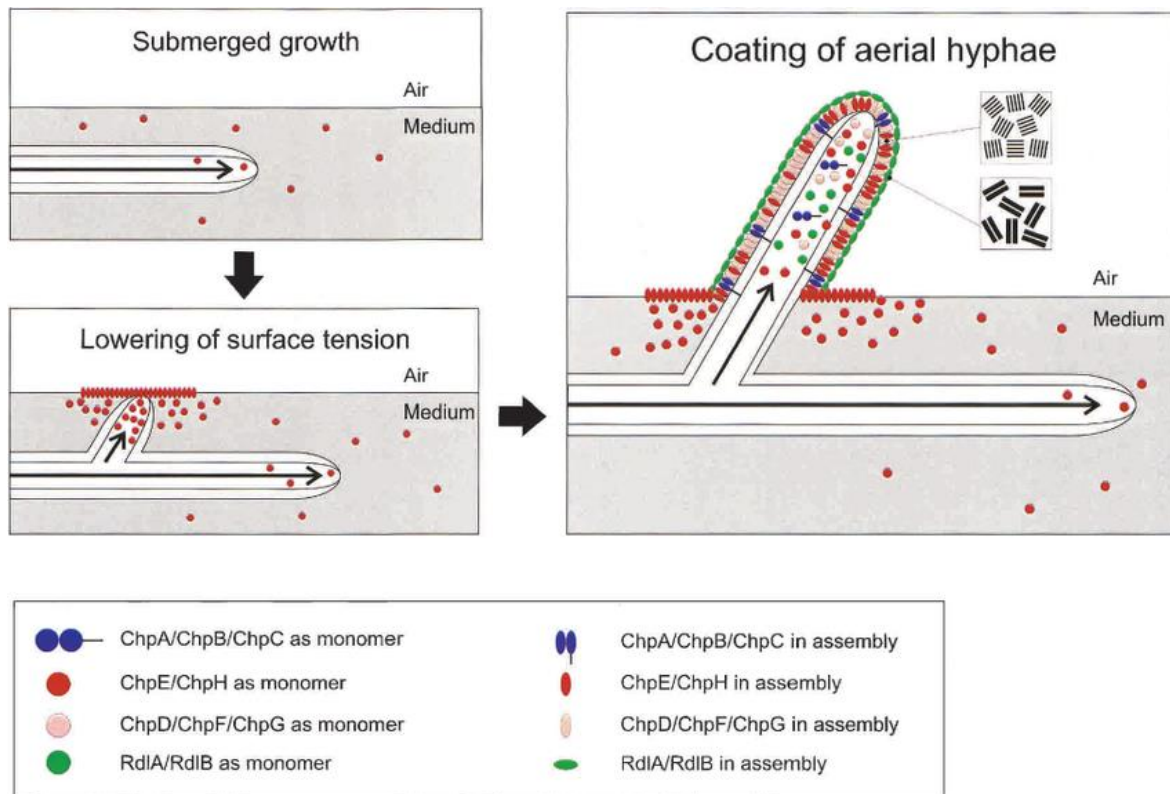 Submerged growth
Air
Medium
Lowering of surface tension
Air
Medium
Coating of aerial hyphae
Air
Medium
ChpA/ChpB/ChpC as monomer
ChpE/ChpH as monomer
ChpD/ChpF/ChpG as monomer
RdlA/RdlB as monomer
ChpA/ChpB/ChpC in assembly
ChpE/ChpH in assembly
ChpD/ChpF/ChpG in assembly
RdlA/RdlB in assembly